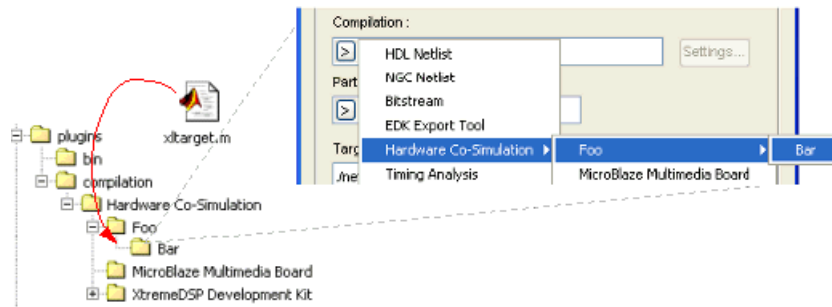 Compilation :
>
Settings...
HDL Netlist
NGC Netlist
Bitstream
EDK Export Tool
Hardware Co-Simulation
Timing Analysis
Part
>
Targ
./ne
Foo
MicroBlaze Multimedia Board
Bar
xltarget.m
plugins
bin
compilation
Hardware Co-Simulation
Foo
Bar
MicroBlaze Multimedia Board
XtremeDSP Development Kit